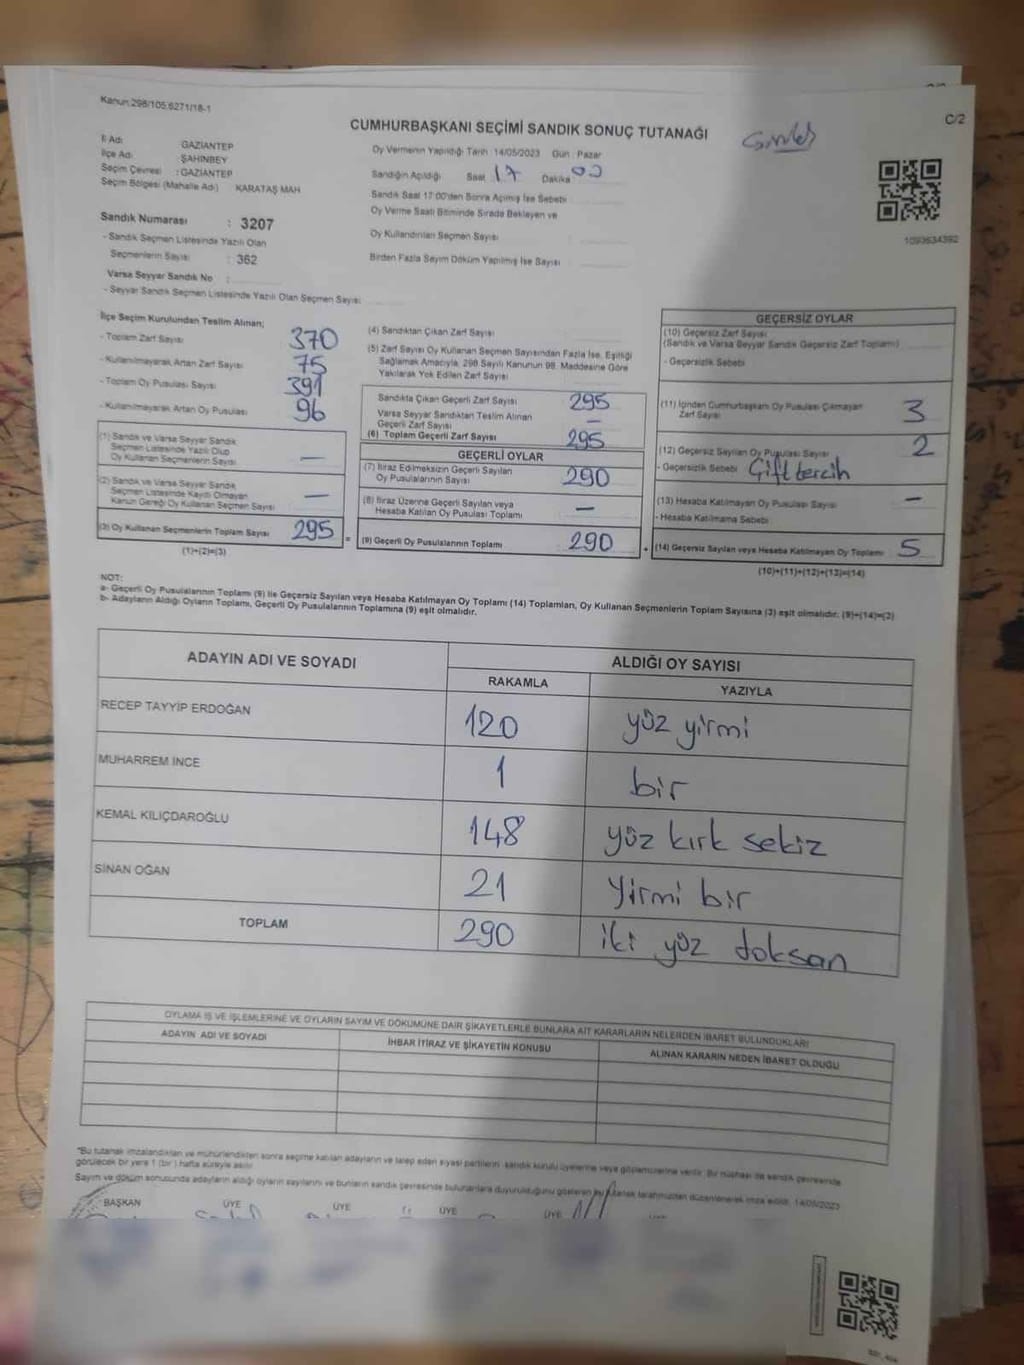 Kanun:298/105,6271/18-1
C/2
CUMHURBAŞKANI SEÇİMİ SANDIK SONUÇ TUTANAĞI
İl Adı GAZİANTEP
İlçe Adı ŞAHİNBEY
Seçim Çevresi : GAZİANTEP
Seçim Bölgesi (Mahalle Adı) KARATAŞ MAH
Sandık Numarası : 3207
- Sandık Seçmen Listesinde Yazılı Olan
Seçmenlerin Sayısı : 362
Varsa Seyyar Sandık No :
- Seyyar Sandık Seçmen Listesinde Yazılı Olan Seçmen Sayısı
Oy Vermenin Yapıldığı Tarih :14/05/2023 Gün : Pazar
Sandığın Açıldığı Saat 17 Dakika 00
Sandık Saat 17:00'den Sonra Açılmış İse Sebebi
Oy Verme Saati Bitiminde Sırada Bekleyen ve
Oy Kullandırılan Seçmen Sayısı
Birden Fazla Sayım Döküm Yapılmış İse Sayısı
1093634392
İlçe Seçim Kurulundan Teslim Alınan;
- Toplam Zarf Sayısı 370
- Kullanılmayarak Artan Zarf Sayısı 75
- Toplam Oy Pusulası Sayısı 391
- Kullanılmayarak Artan Oy Pusulası 96
(1) Sandık ve Varsa Seyyar Sandık
Seçmen Listesinde Yazılı Olup
Oy Kullanan Seçmenlerin Sayısı —
(2) Sandık ve Varsa Seyyar Sandık
Seçmen Listesinde Kayıtlı Olmayan
Kanun Gereği Oy Kullanan Seçmen Sayısı —
(3) Oy Kullanan Seçmenlerin Toplam Sayısı 295
(1)+(2)=(3)
(4) Sandıktan Çıkan Zarf Sayısı
(5) Zarf Sayısı Oy Kullanan Seçmen Sayısından Fazla İse, Eşitliği
Sağlamak Amacıyla, 298 Sayılı Kanunun 98. Maddesine Göre
Yakılarak Yok Edilen Zarf Sayısı
Sandıkta Çıkan Geçerli Zarf Sayısı 295
Varsa Seyyar Sandıktan Teslim Alınan
Geçerli Zarf Sayısı —
(6) Toplam Geçerli Zarf Sayısı 295
GEÇERLİ OYLAR
(7) İtiraz Edilmeksizin Geçerli Sayılan
Oy Pusulalarının Sayısı 290
(8) İtiraz Üzerine Geçerli Sayılan veya
Hesaba Katılan Oy Pusulası Toplamı —
(9) Geçerli Oy Pusulalarının Toplamı 290
GEÇERSİZ OYLAR
(10) Geçersiz Zarf Sayısı
(Sandık ve Varsa Seyyar Sandık Geçersiz Zarf Toplamı)
- Geçersizlik Sebebi
(11) İçinden Cumhurbaşkanı Oy Pusulası Çıkmayan
Zarf Sayısı 3
(12) Geçersiz Sayılan Oy Pusulası Sayısı 2
- Geçersizlik Sebebi Çift tercih
(13) Hesaba Katılmayan Oy Pusulası Sayısı —
- Hesaba Katılmama Sebebi
(14) Geçersiz Sayılan veya Hesaba Katılmayan Oy Toplamı 5
(10)+(11)+(12)+(13)=(14)
NOT:
a- Geçerli Oy Pusulaları Toplamı (9) ile Geçersiz Sayılan veya Hesaba Katılmayan Oy Toplamı (14) Toplamları, Oy Kullanan Seçmenlerin Toplam Sayısına (3) eşit olmalıdır. (9)+(14)=(3)
b- Adayların Aldığı Oyların Toplamı, Geçerli Oy Pusulalarının Toplamına (9) eşit olmalıdır.
ADAYIN ADI VE SOYADI ALDIĞI OY SAYISI
RAKAMLA YAZIYLA
RECEP TAYYİP ERDOĞAN 120 yüz yirmi
MUHARREM İNCE 1 bir
KEMAL KILIÇDAROĞLU 148 yüz kırk sekiz
SİNAN OĞAN 21 yirmi bir
TOPLAM 290 iki yüz doksan
OYLAMA İŞ VE İŞLEMLERİNE VE OYLARIN SAYIM VE DÖKÜMÜNE DAİR ŞİKAYETLERLE BUNLARA AİT KARARLARIN NELERDEN İBARET BULUNDUKLARI
ADAYIN ADI VE SOYADI İHBAR İTİRAZ VE ŞİKAYETİN KONUSU ALINAN KARARIN NEDEN İBARET OLDUĞU
*Bu tutanak imzalandıktan ve mühürlendikten sonra seçime katılan adayların ve talep eden siyasi partilerin sandık kurulu üyelerine veya gözlemcilerine verilir. Bir nüshası da sandık çevresinde
görülecek bir yere 1 (bir) hafta süreyle asılır.
Sayım ve döküm sonucunda adayların aldığı oyların sayılarını ve bunların sandık çevresinde bulunanlara duyurulduğunu gösteren bu tutanak tarafımızdan düzenlenerek imza edildi. 14/05/2023
BAŞKAN ÜYE ÜYE ÜYE ÜYE